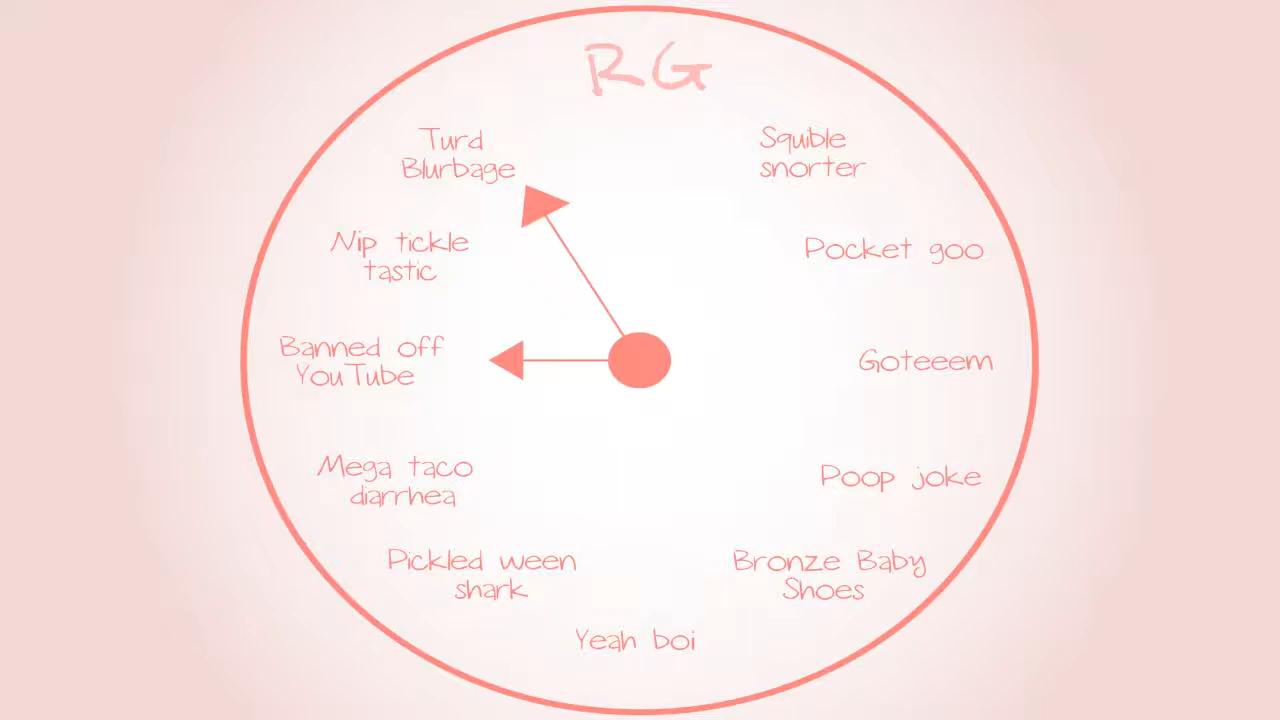 RG
Turd
Blurbage
Squible
snorter
Nip tickle
tastic
Pocket goo
Banned off
YouTube
Goteeem
Mega taco
diarrhea
Poop joke
Pickled ween
shark
Bronze Baby
Shoes
Yeah boi